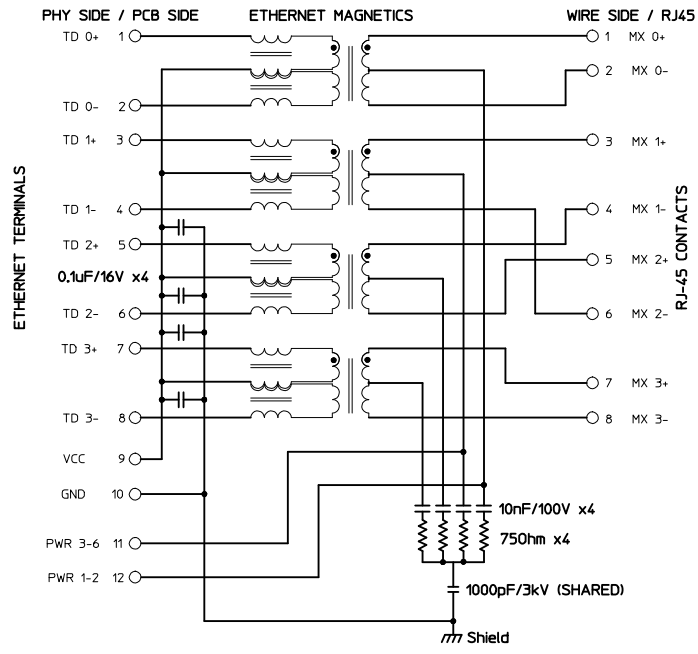 PHY SIDE / PCB SIDE ETHERNET MAGNETICS WIRE SIDE / RJ45
TD 0+ 1 1 MX 0+
2 MX 0-
TD 0- 2
TD 1+ 3 3 MX 1+
TD 1- 4 4 MX 1-
TD 2+ 5 5 MX 2+
0.1uF/16V x4
TD 2- 6 6 MX 2-
TD 3+ 7
7 MX 3+
TD 3- 8 8 MX 3-
VCC 9
GND 10
10nF/100V x4
PWR 3-6 11 75Ohm x4
PWR 1-2 12
1000pF/3kV (SHARED)
Shield
ETHERNET TERMINALS
RJ-45 CONTACTS